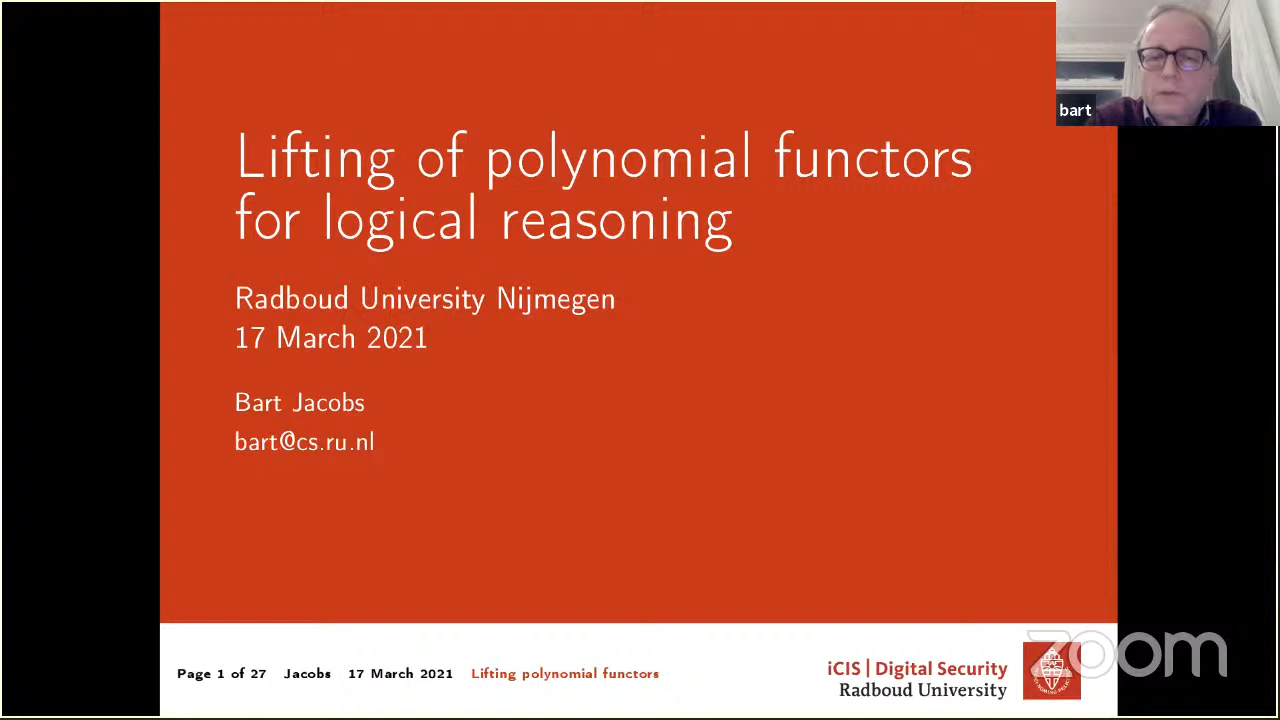 Lifting of polynomial functors
for logical reasoning
Radboud University Nijmegen
17 March 2021
Bart Jacobs
bart@cs.ru.nl
bart
Page 1 of 27 Jacobs 17 March 2021 Lifting polynomial functors
iCIS | Digital Security
Radboud University
zoom